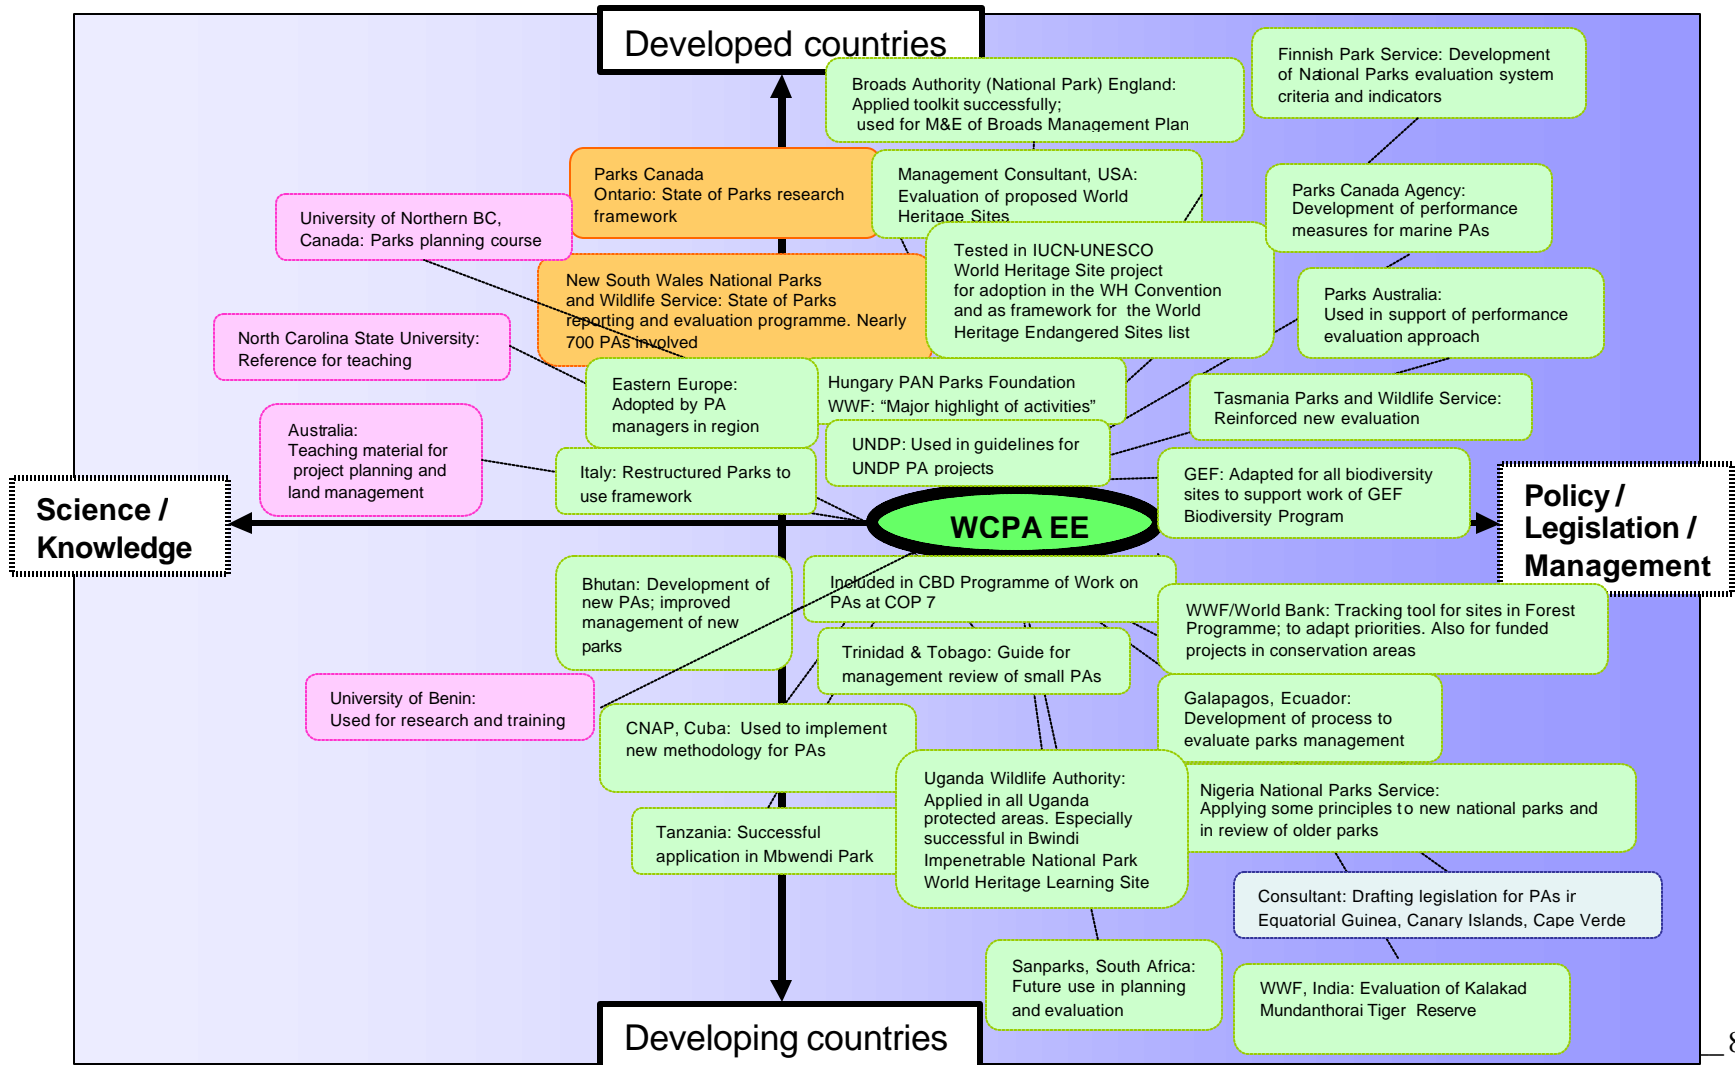 Developed countries
Finnish Park Service: Development
of National Parks evaluation system
criteria and indicators
Broads Authority (National Park) England:
Applied toolkit successfully;
used for M&E of Broads Management Plan
Parks Canada
Ontario: State of Parks research
framework
Management Consultant, USA:
Evaluation of proposed World
Heritage Sites
Parks Canada Agency:
Development of performance
measures for marine PAs
University of Northern BC,
Canada: Parks planning course
Tested in IUCN-UNESCO
World Heritage Site project
for adoption in the WH Convention
and as framework for the World
Heritage Endangered Sites list
New South Wales National Parks
and Wildlife Service: State of Parks
reporting and evaluation programme. Nearly
700 PAs involved
Parks Australia:
Used in support of performance
evaluation approach
North Carolina State University:
Reference for teaching
Eastern Europe:
Adopted by PA
managers in region
Hungary PAN Parks Foundation
WWF: “Major highlight of activities”
Tasmania Parks and Wildlife Service:
Reinforced new evaluation
Australia:
Teaching material for
project planning and
land management
UNDP: Used in guidelines for
UNDP PA projects
Italy: Restructured Parks to
use framework
GEF: Adapted for all biodiversity
sites to support work of GEF
Biodiversity Program
Science /
Knowledge
WCPA EE
Policy /
Legislation /
Management
Bhutan: Development of
new PAs; improved
management of new
parks
Included in CBD Programme of Work on
PAs at COP 7
WWF/World Bank: Tracking tool for sites in Forest
Programme; to adapt priorities. Also for funded
projects in conservation areas
Trinidad & Tobago: Guide for
management review of small PAs
University of Benin:
Used for research and training
Galapagos, Ecuador:
Development of process to
evaluate parks management
CNAP, Cuba: Used to implement
new methodology for PAs
Uganda Wildlife Authority:
Applied in all Uganda
protected areas. Especially
successful in Bwindi
Impenetrable National Park
World Heritage Learning Site
Nigeria National Parks Service:
Applying some principles to new national parks and
in review of older parks
Tanzania: Successful
application in Mbwendi Park
Consultant: Drafting legislation for PAs ir
Equatorial Guinea, Canary Islands, Cape Verde
Sanparks, South Africa:
Future use in planning
and evaluation
WWF, India: Evaluation of Kalakad
Mundanthorai Tiger Reserve
Developing countries